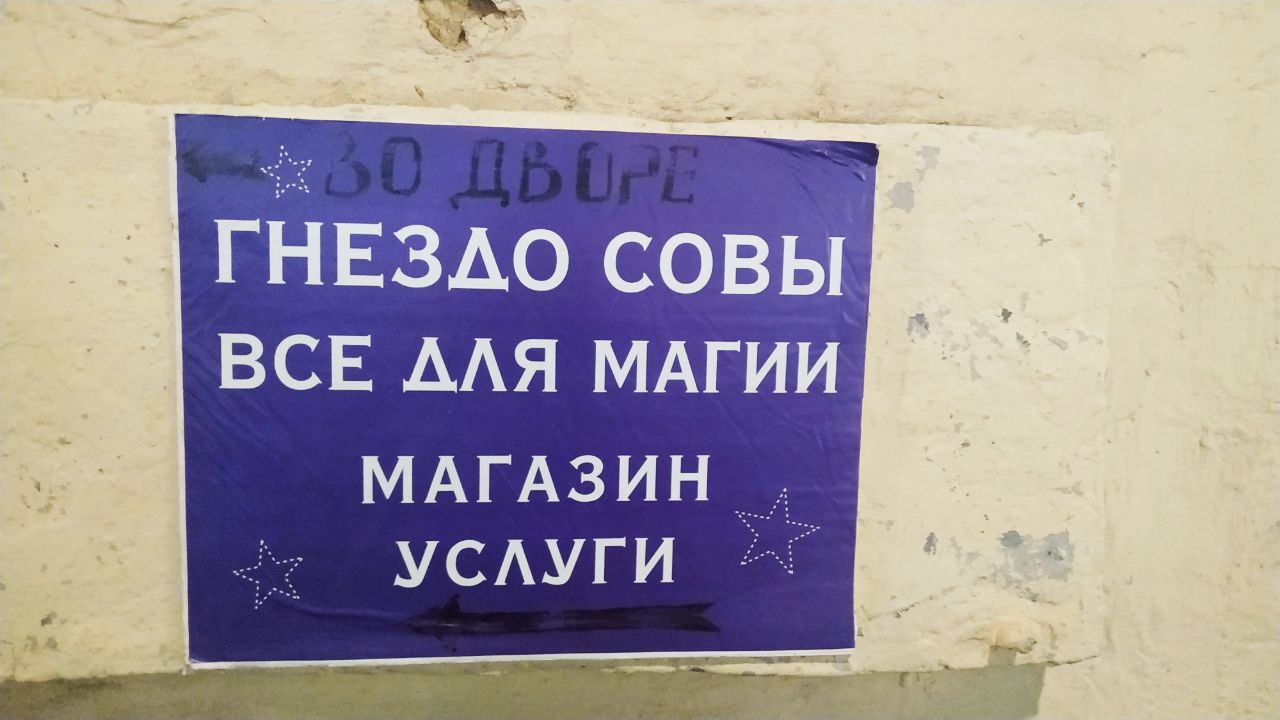 ВО ДВОРЕ
ГНЕЗДО СОВЫ
ВСЕ ДЛЯ МАГИИ
МАГАЗИН
УСЛУГИ